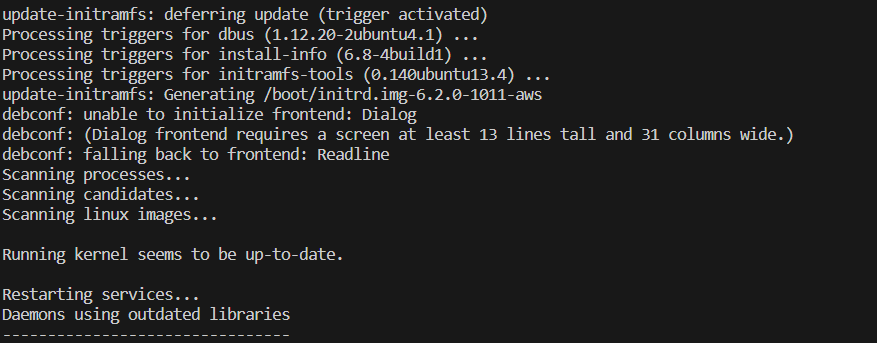 update-initramfs: deferring update (trigger activated)
Processing triggers for dbus (1.12.20-2ubuntu4.1) ...
Processing triggers for install-info (6.8-4build1) ...
Processing triggers for initramfs-tools (0.140ubuntu13.4) ...
update-initramfs: Generating /boot/initrd.img-6.2.0-1011-aws
debconf: unable to initialize frontend: Dialog
debconf: (Dialog frontend requires a screen at least 13 lines tall and 31 columns wide.)
debconf: falling back to frontend: Readline
Scanning processes...
Scanning candidates...
Scanning linux images...
Running kernel seems to be up-to-date.
Restarting services...
Daemons using outdated libraries
--------------------------------